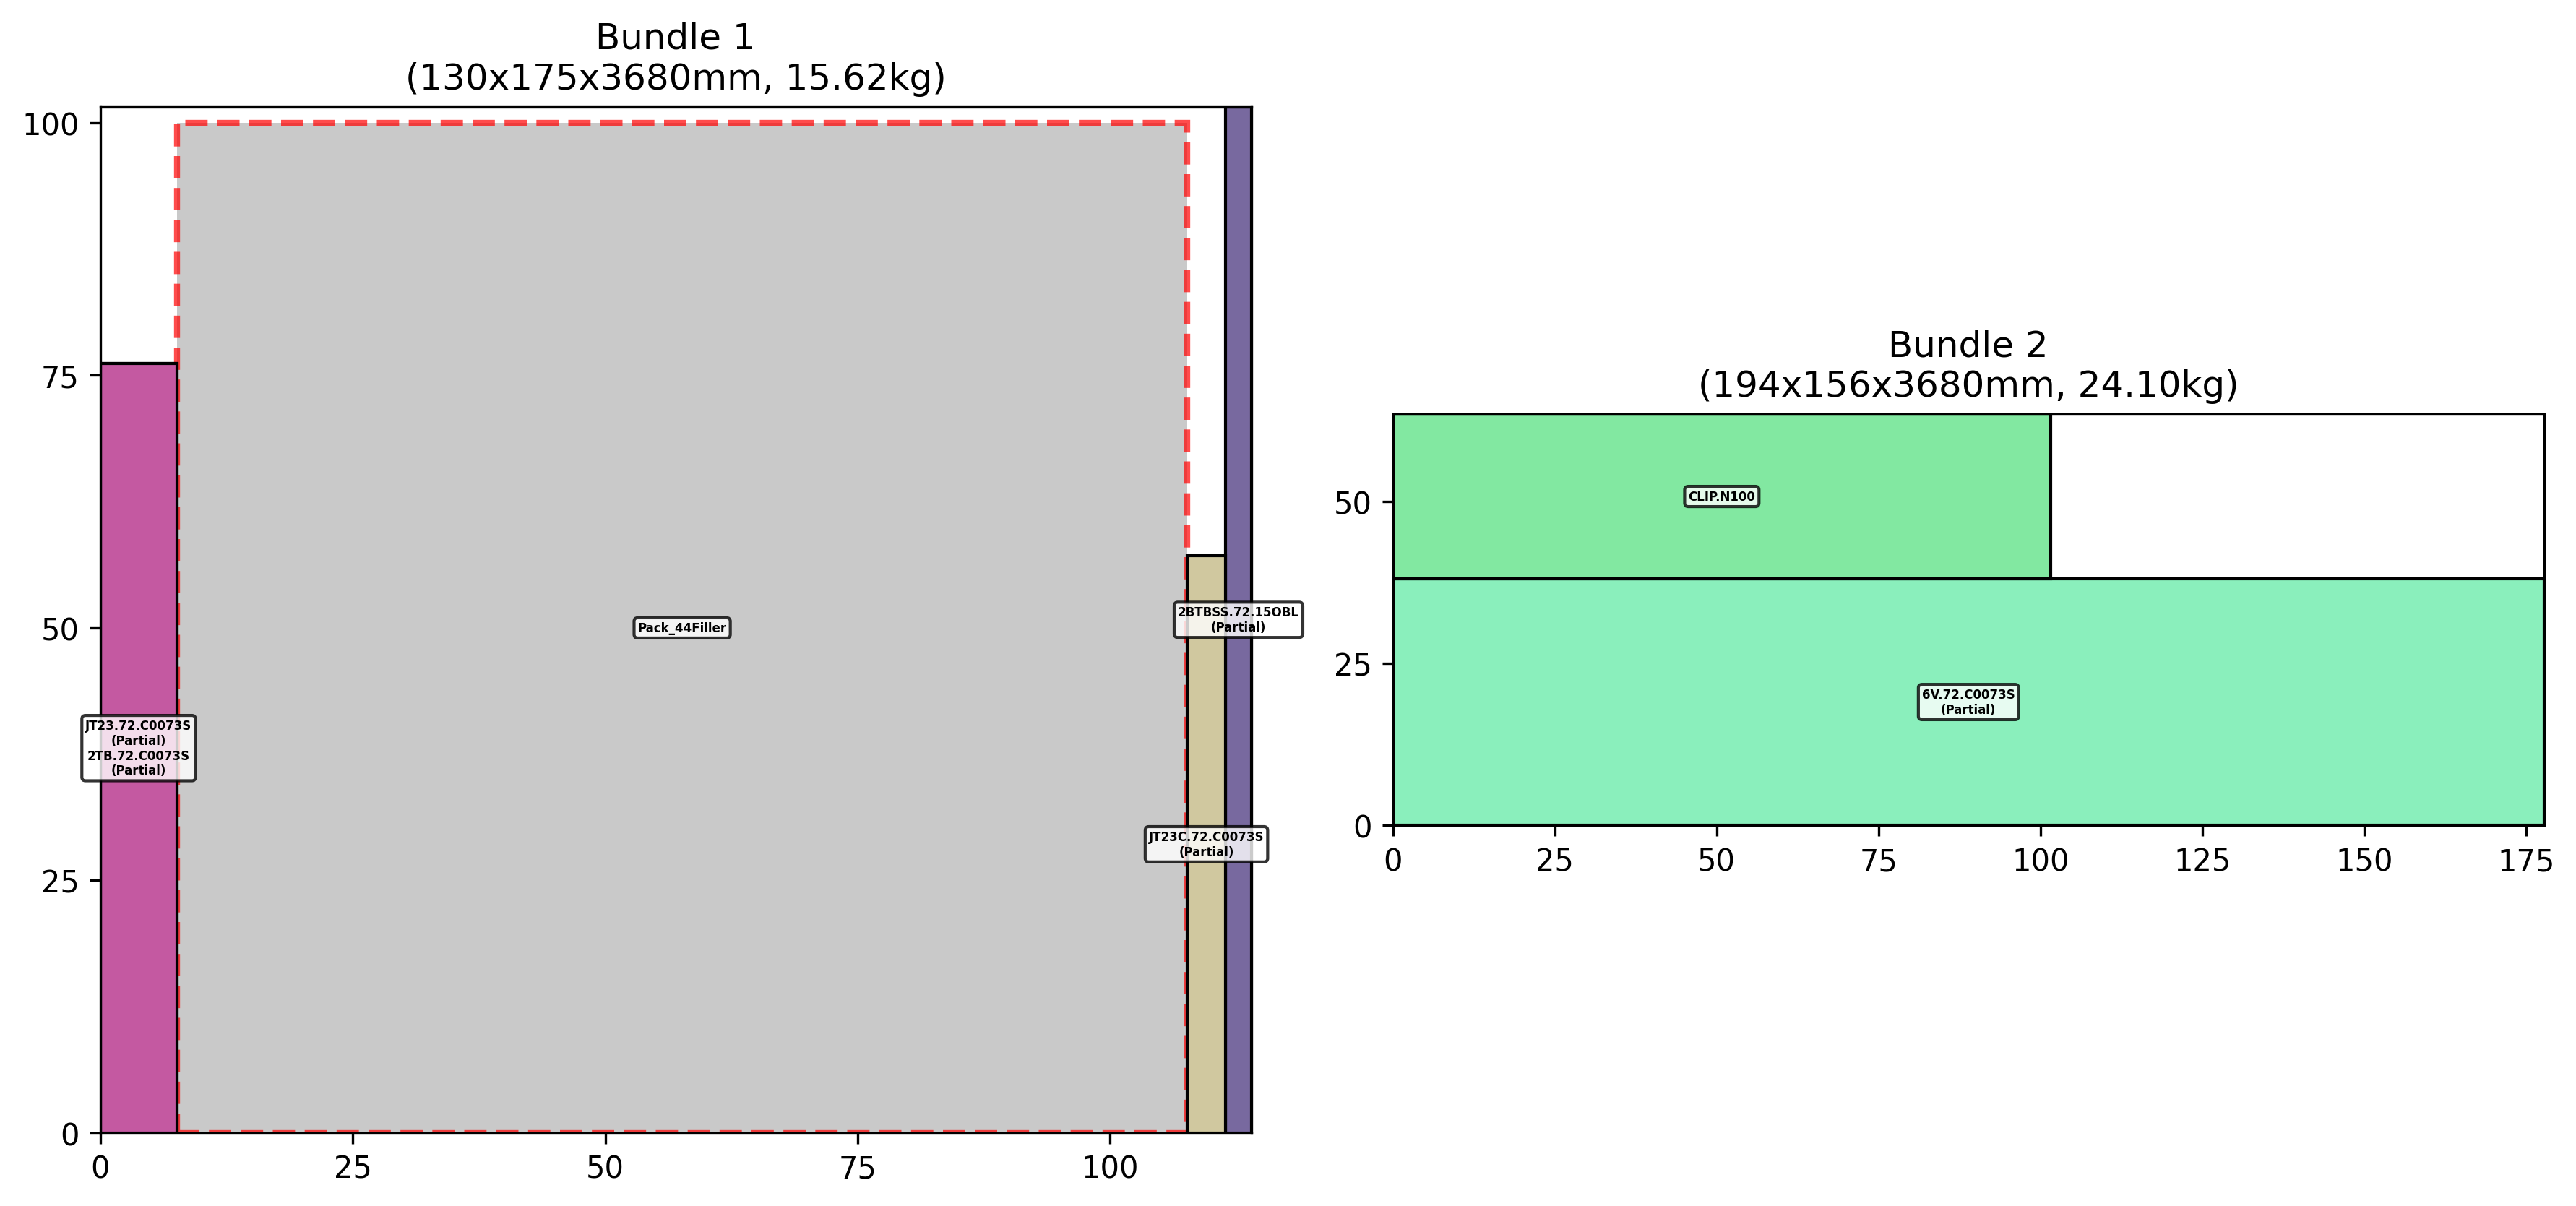 Bundle 1
(130x175x3680mm, 15.62kg)
100
75
50
25
0
0
25
50
75
100
JT23.72.C0073S
(Partial)
2TB.72.C0073S
(Partial)
Pack_44Filler
2BTBSS.72.15OBL
(Partial)
JT23C.72.C0073S
(Partial)
Bundle 2
(194x156x3680mm, 24.10kg)
50
25
0
0
25
50
75
100
125
150
175
CLIP.N100
6V.72.C0073S
(Partial)